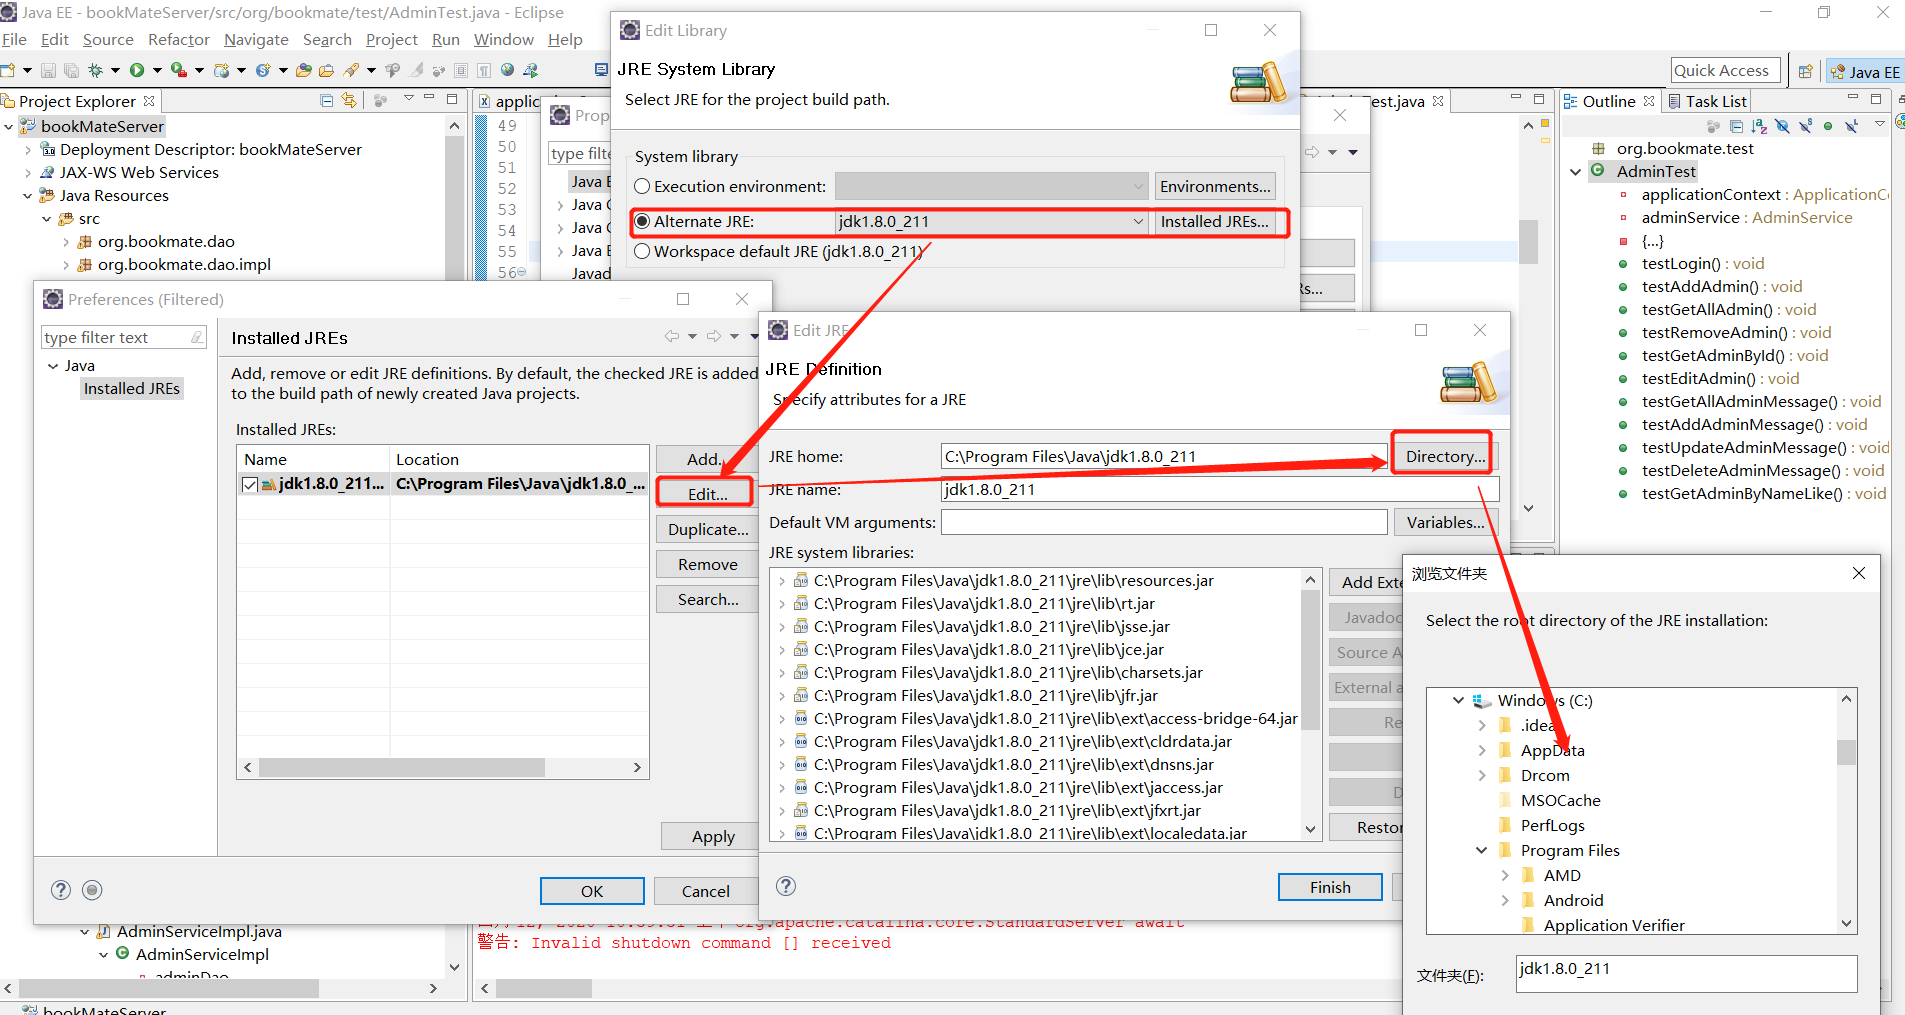 Java EE - bookMateServer/src/org/bookmate/test/AdminTest.java - Eclipse
File Edit Source Refactor Navigate Search Project Run Window Help
Quick Access
Java EE
Project Explorer
bookMateServer
Deployment Descriptor: bookMateServer
JAX-WS Web Services
Java Resources
src
org.bookmate.dao
org.bookmate.dao.impl
49
50
51
52
53
54
55
56
type filte
Javad
Edit Library
JRE System Library
Select JRE for the project build path.
System library
Execution environment:
Environments...
Alternate JRE:
jdk1.8.0_211
Installed JREs...
Workspace default JRE (jdk1.8.0_211)
Test.java
Outline
Task List
org.bookmate.test
AdminTest
applicationContext : ApplicationC
adminService : AdminService
{...}
testLogin() : void
testAddAdmin() : void
testGetAllAdmin() : void
testRemoveAdmin() : void
testGetAdminById() : void
testEditAdmin() : void
testGetAllAdminMessage() : void
testAddAdminMessage() : void
testUpdateAdminMessage() : void
testDeleteAdminMessage() : void
testGetAdminByNameLike() : void
Preferences (Filtered)
type filter text
Java
Installed JREs
Installed JREs
Add, remove or edit JRE definitions. By default, the checked JRE is added
to the build path of newly created Java projects.
Installed JREs:
Name Location
jdk1.8.0_211... C:\Program Files\Java\jdk1.8.0_...
Add...
Edit...
Duplicate...
Remove
Search...
Apply
OK
Cancel
Edit JRE
JRE Definition
Specify attributes for a JRE
JRE home:
C:\Program Files\Java\jdk1.8.0_211
Directory...
JRE name:
jdk1.8.0_211
Default VM arguments:
Variables...
JRE system libraries:
C:\Program Files\Java\jdk1.8.0_211\jre\lib\resources.jar
C:\Program Files\Java\jdk1.8.0_211\jre\lib\rt.jar
C:\Program Files\Java\jdk1.8.0_211\jre\lib\jsse.jar
C:\Program Files\Java\jdk1.8.0_211\jre\lib\jce.jar
C:\Program Files\Java\jdk1.8.0_211\jre\lib\charsets.jar
C:\Program Files\Java\jdk1.8.0_211\jre\lib\jfr.jar
C:\Program Files\Java\jdk1.8.0_211\jre\lib\ext\access-bridge-64.jar
C:\Program Files\Java\jdk1.8.0_211\jre\lib\ext\cldrdata.jar
C:\Program Files\Java\jdk1.8.0_211\jre\lib\ext\dnsns.jar
C:\Program Files\Java\jdk1.8.0_211\jre\lib\ext\jaccess.jar
C:\Program Files\Java\jdk1.8.0_211\jre\lib\ext\jfxrt.jar
C:\Program Files\Java\jdk1.8.0_211\jre\lib\ext\localedata.jar
Add Exte
Javadoc
Source A
External a
Re
D
Restor
Finish
浏览文件夹
Select the root directory of the JRE installation:
Windows (C:)
.idea
AppData
Drcom
MSOCache
PerfLogs
Program Files
AMD
Android
Application Verifier
文件夹(F):
jdk1.8.0_211
AdminServiceImpl.java
AdminServiceImpl
adminDao
bookMateServer
org.apache.catalina.core.StandardServer await
警告: Invalid shutdown command [] received